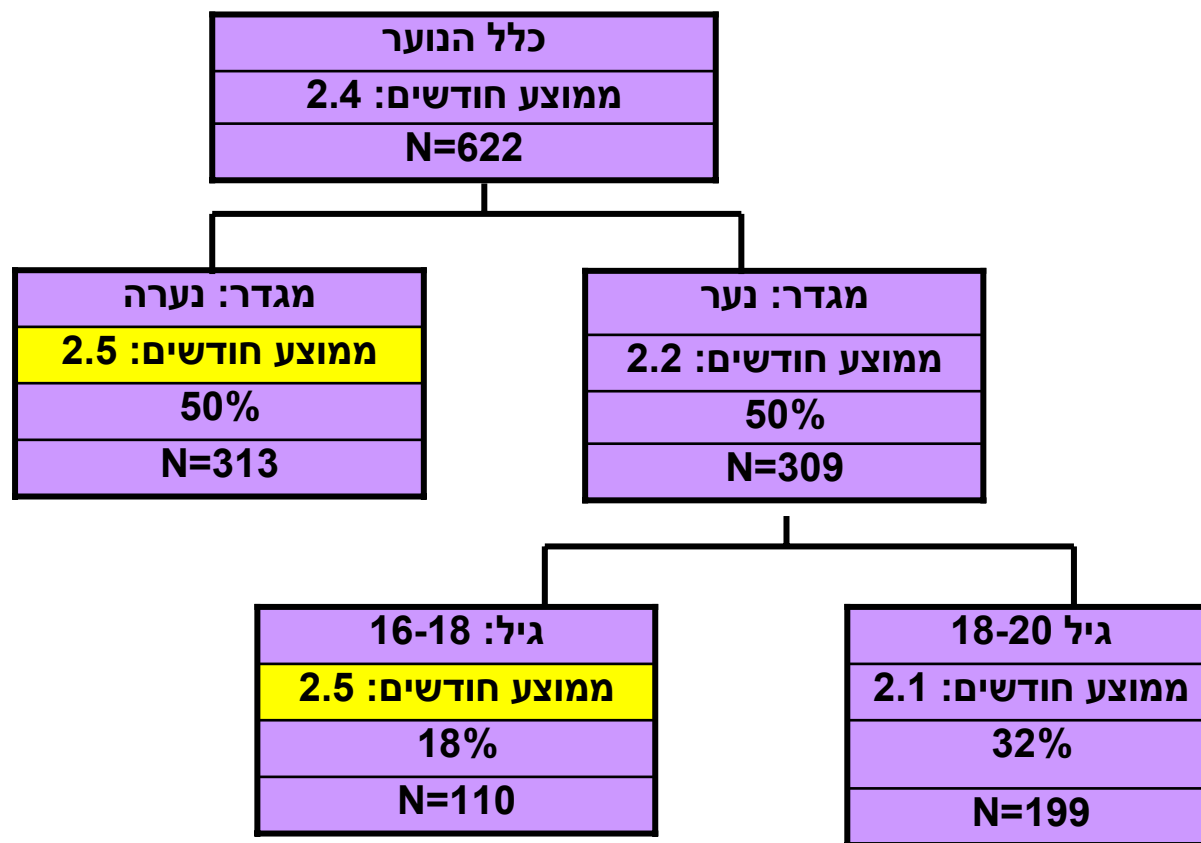 כלל הנוער
ממוצע חודשים: 2.4
N=622
מגדר: נער
ממוצע חודשים: 2.2
50%
N=309
מגדר: נערה
ממוצע חודשים: 2.5
50%
N=313
גיל 18-20
ממוצע חודשים: 2.1
32%
N=199
גיל: 16-18
ממוצע חודשים: 2.5
18%
N=110